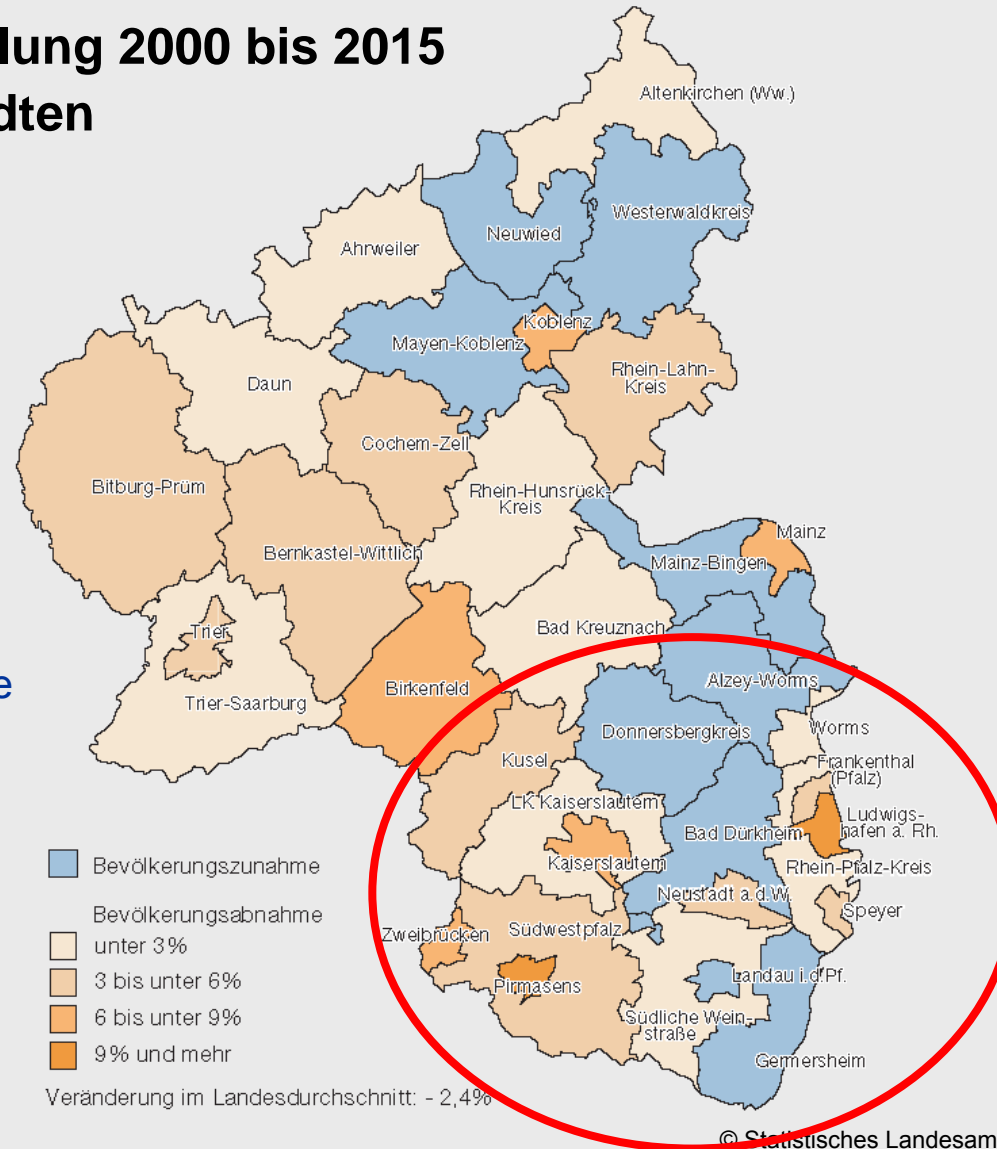 lung 2000 bis 2015
dten
Altenkirchen (Ww.)
Westerwaldkreis
Neuwied
Ahrweiler
Koblenz
Mayen-Koblenz
Rhein-Lahn-
Kreis
Daun
Cochem-Zell
Bitburg-Prüm
Rhein-Hunsrück-
Kreis
Mainz
Bernkastel-Wittlich
Mainz-Bingen
Trier
Bad Kreuznach
e
Birkenfeld
Alzey-Worms
Trier-Saarburg
Worms
Donnersbergkreis
Kusel
Frankenthal
(Pfalz)
LK Kaiserslautern
Ludwigs-
hafen a. Rh.
Bad Dürkheim
Kaiserslautern
Rhein-Pfalz-Kreis
Neustadt a.d.W.
Speyer
Zweibrücken
Südwestpfalz
Landau i.d.Pf.
Pirmasens
Südliche Wein-
straße
Germersheim
Bevölkerungszunahme
Bevölkerungsabnahme
unter 3%
3 bis unter 6%
6 bis unter 9%
9% und mehr
Veränderung im Landesdurchschnitt: - 2,4%
© Statistisches Landesam